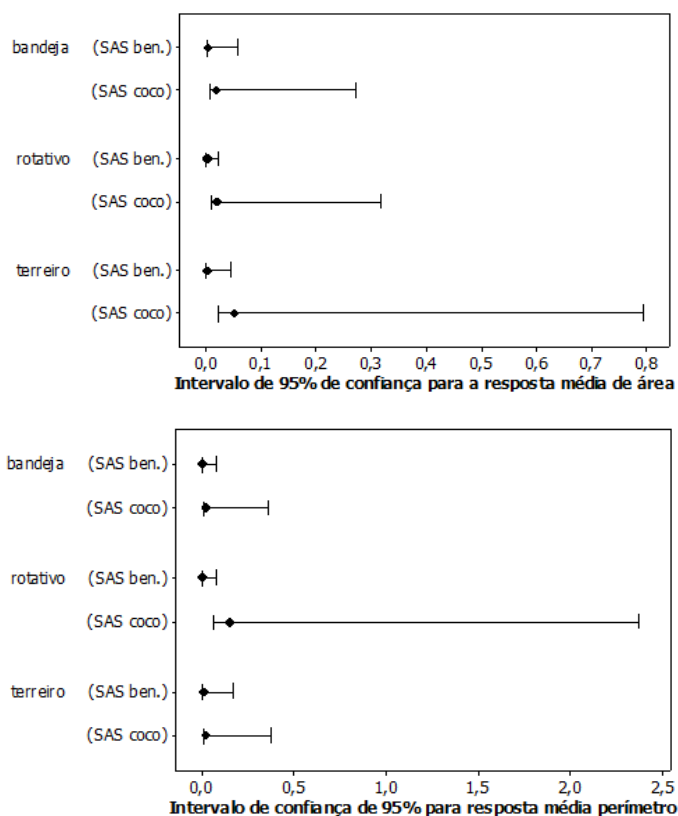 bandeja (SAS ben.)
(SAS coco)
rotativo (SAS ben.)
(SAS coco)
terreiro (SAS ben.)
(SAS coco)
0,0 0,1 0,2 0,3 0,4 0,5 0,6 0,7 0,8
Intervalo de 95% de confiança para a resposta média de área
bandeja (SAS ben.)
(SAS coco)
rotativo (SAS ben.)
(SAS coco)
terreiro (SAS ben.)
(SAS coco)
0,0 0,5 1,0 1,5 2,0 2,5
Intervalo de confiança de 95% para resposta média perímetro